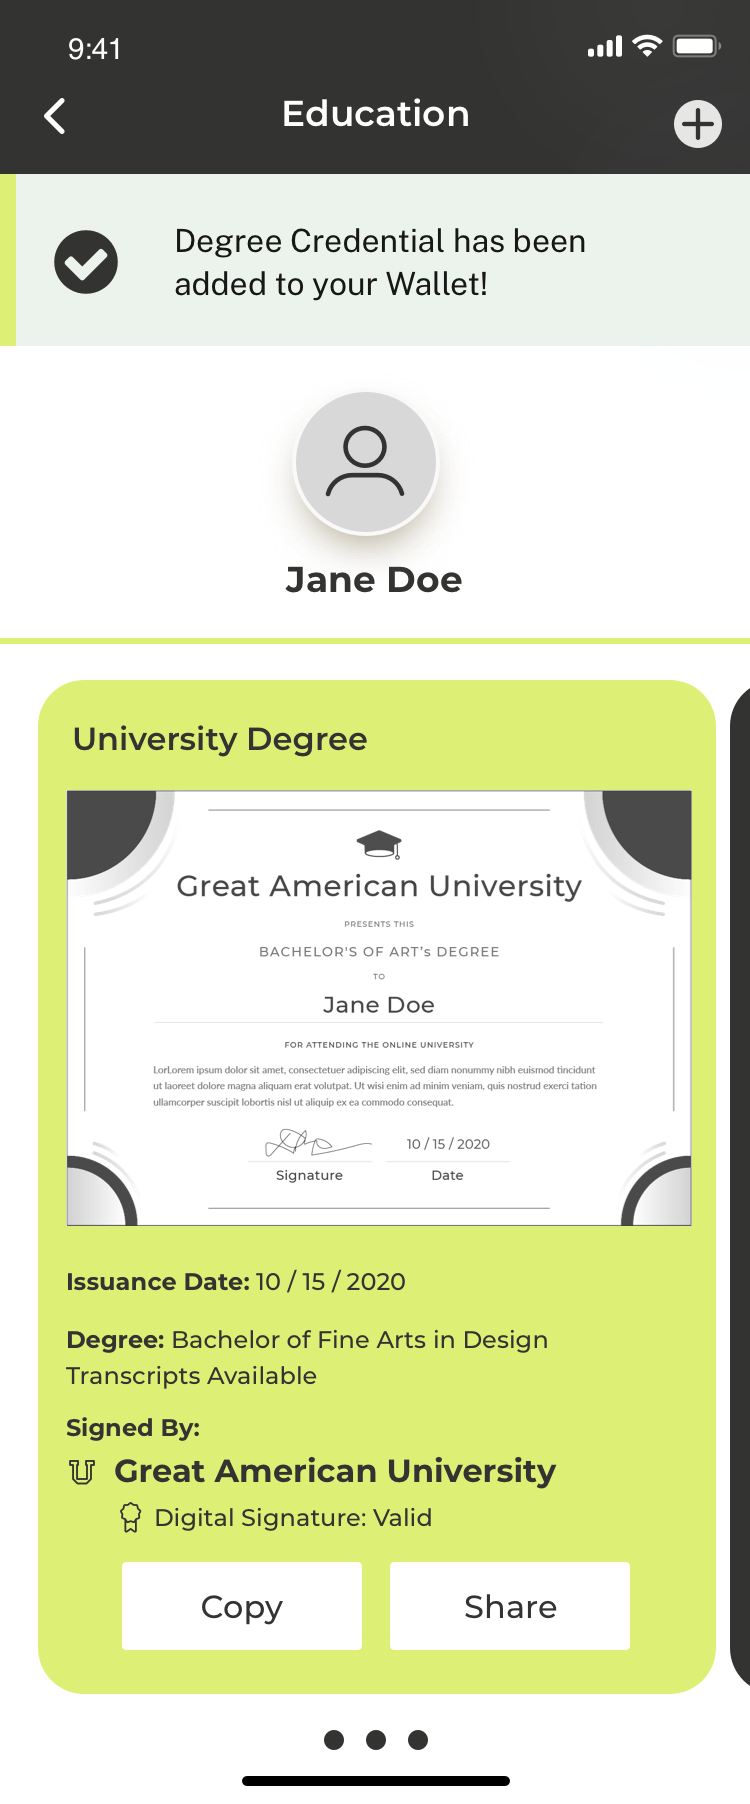 9:41
Education
Degree Credential has been
added to your Wallet!
Jane Doe
University Degree
Great American University
PRESENTS THIS
BACHELOR'S OF ART's DEGREE
TO
Jane Doe
FOR ATTENDING THE ONLINE UNIVERSITY
LorLorem ipsum dolor sit amet, consectetuer adipiscing elit, sed diam nonummy nibh euismod tincidunt
ut laoreet dolore magna aliquam erat volutpat. Ut wisi enim ad minim veniam, quis nostrud exerci tation
ullamcorper suscipit lobortis nisl ut aliquip ex ea commodo consequat.
10 / 15 / 2020
Signature Date
Issuance Date: 10 / 15 / 2020
Degree: Bachelor of Fine Arts in Design
Transcripts Available
Signed By:
U Great American University
Digital Signature: Valid
Copy Share